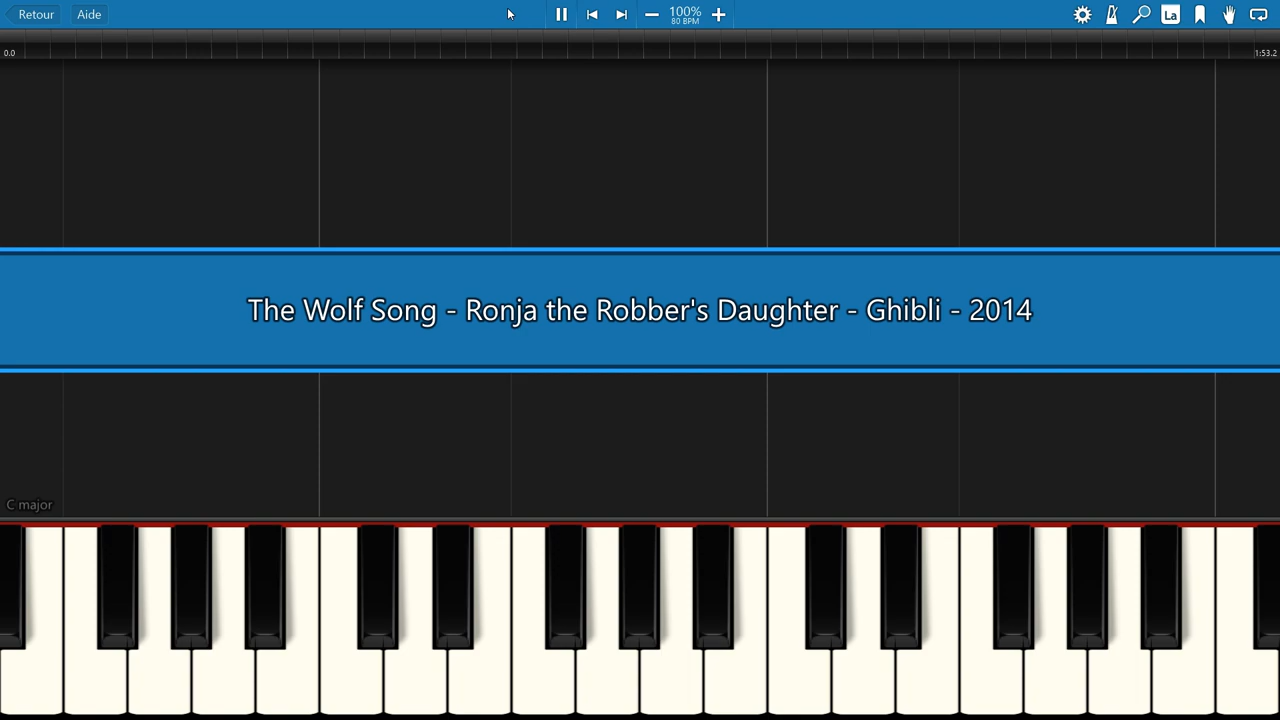 Retour
Aide
100%
80 BPM
La
0.0
1:53.2
The Wolf Song - Ronja the Robber's Daughter - Ghibli - 2014
C major